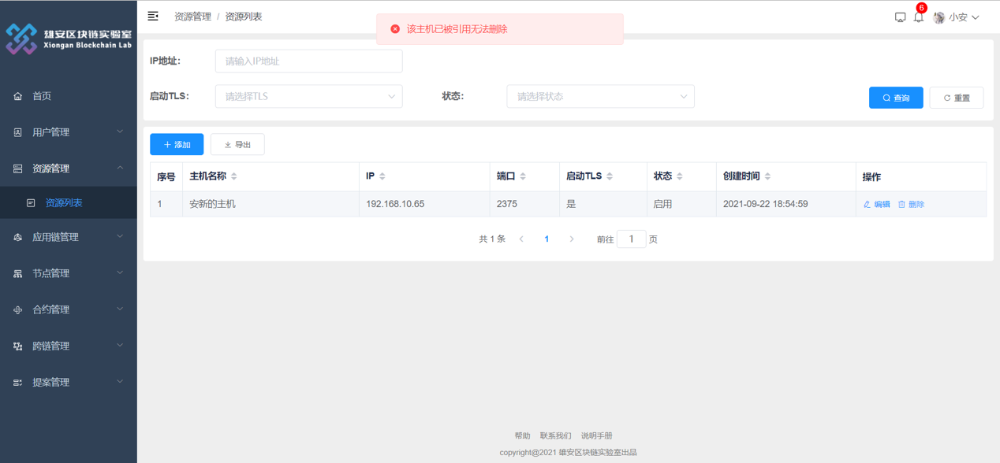 雄安区块链实验室
Xiongan Blockchain Lab
首页
用户管理
资源管理
资源列表
应用链管理
节点管理
合约管理
跨链管理
提案管理
资源管理 / 资源列表
该主机已被引用无法删除
6
小安
IP地址: 请输入IP地址
启动TLS: 请选择TLS 状态: 请选择状态 查询 重置
添加 导出
序号 主机名称 IP 端口 启动TLS 状态 创建时间 操作
1 安新的主机 192.168.10.65 2375 是 启用 2021-09-22 18:54:59 编辑 删除
共 1 条 1 前往 1 页
帮助 联系我们 说明手册
copyright@2021 雄安区块链实验室出品